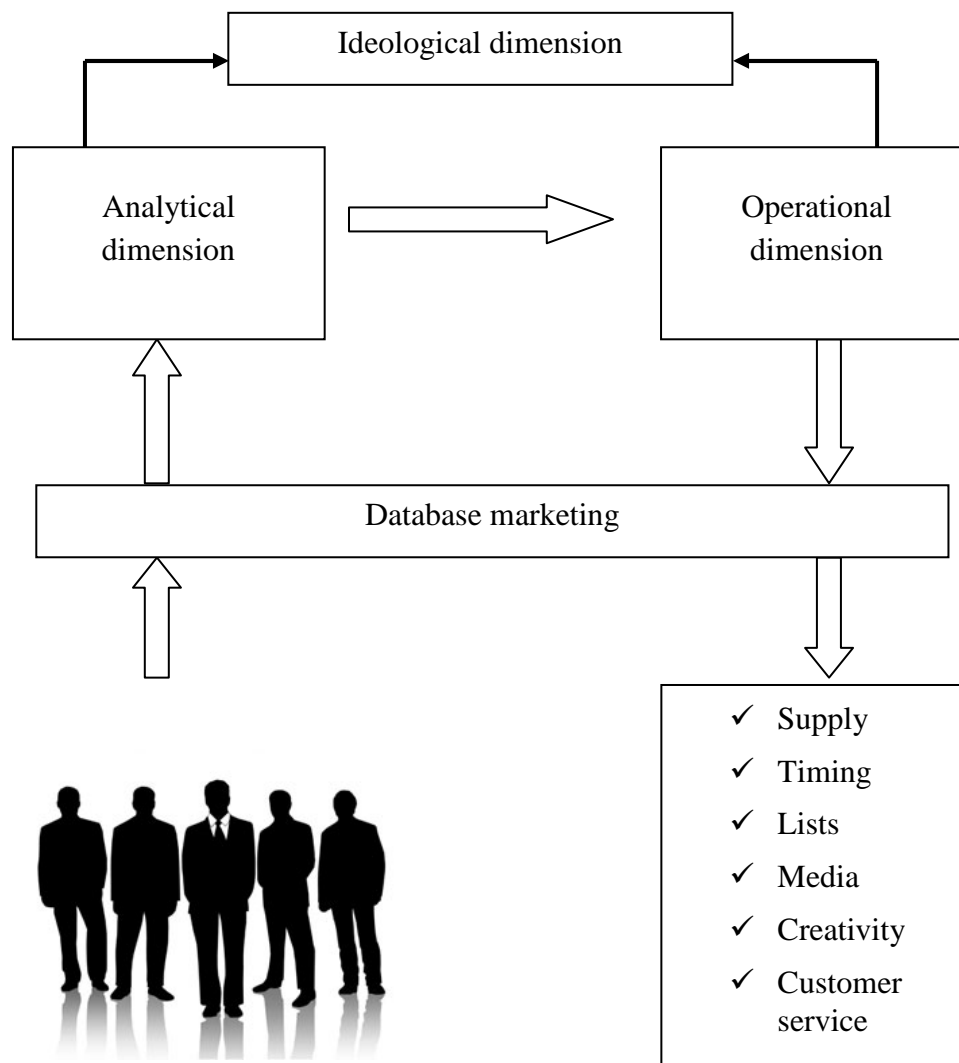 Ideological dimension
Analytical
dimension
Operational
dimension
Database marketing
✓ Supply
✓ Timing
✓ Lists
✓ Media
✓ Creativity
✓ Customer
service